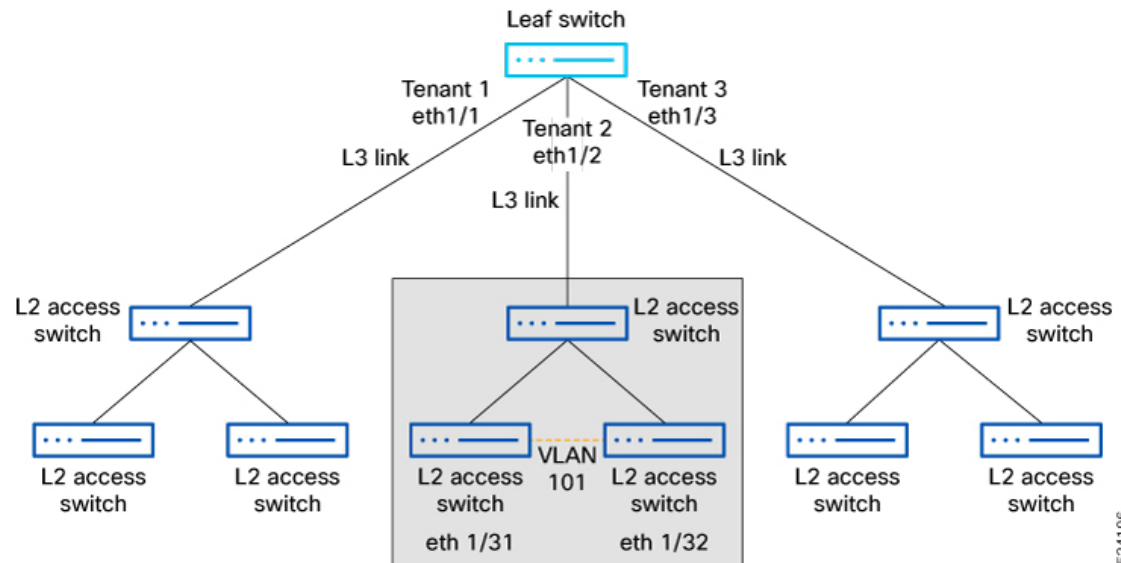 Leaf switch
Tenant 1
eth1/1
Tenant 2
eth1/2
Tenant 3
eth1/3
L3 link
L3 link
L3 link
L2 access
switch
L2 access
switch
L2 access
switch
L2 access
switch
L2 access
switch
L2 access
switch
eth 1/31
VLAN
101
L2 access
switch
eth 1/32
L2 access
switch
L2 access
switch